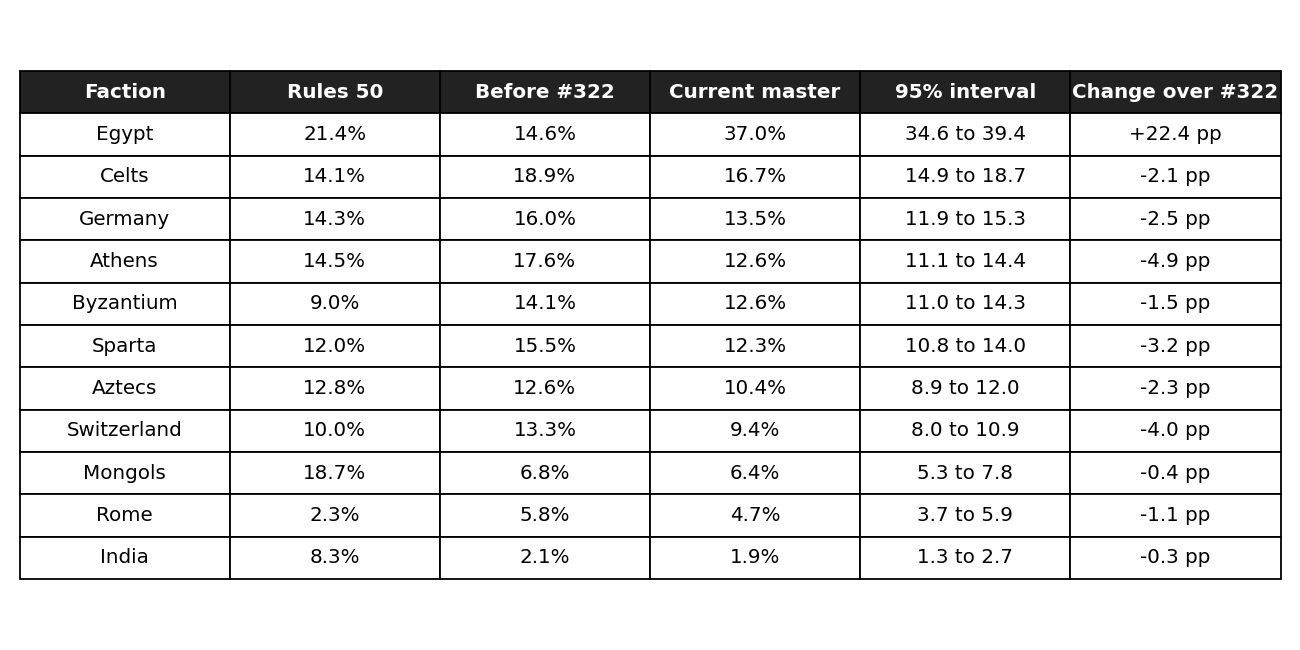 Faction Rules 50 Before #322 Current master 95% interval Change over #322
Egypt 21.4% 14.6% 37.0% 34.6 to 39.4 +22.4 pp
Celts 14.1% 18.9% 16.7% 14.9 to 18.7 -2.1 pp
Germany 14.3% 16.0% 13.5% 11.9 to 15.3 -2.5 pp
Athens 14.5% 17.6% 12.6% 11.1 to 14.4 -4.9 pp
Byzantium 9.0% 14.1% 12.6% 11.0 to 14.3 -1.5 pp
Sparta 12.0% 15.5% 12.3% 10.8 to 14.0 -3.2 pp
Aztecs 12.8% 12.6% 10.4% 8.9 to 12.0 -2.3 pp
Switzerland 10.0% 13.3% 9.4% 8.0 to 10.9 -4.0 pp
Mongols 18.7% 6.8% 6.4% 5.3 to 7.8 -0.4 pp
Rome 2.3% 5.8% 4.7% 3.7 to 5.9 -1.1 pp
India 8.3% 2.1% 1.9% 1.3 to 2.7 -0.3 pp